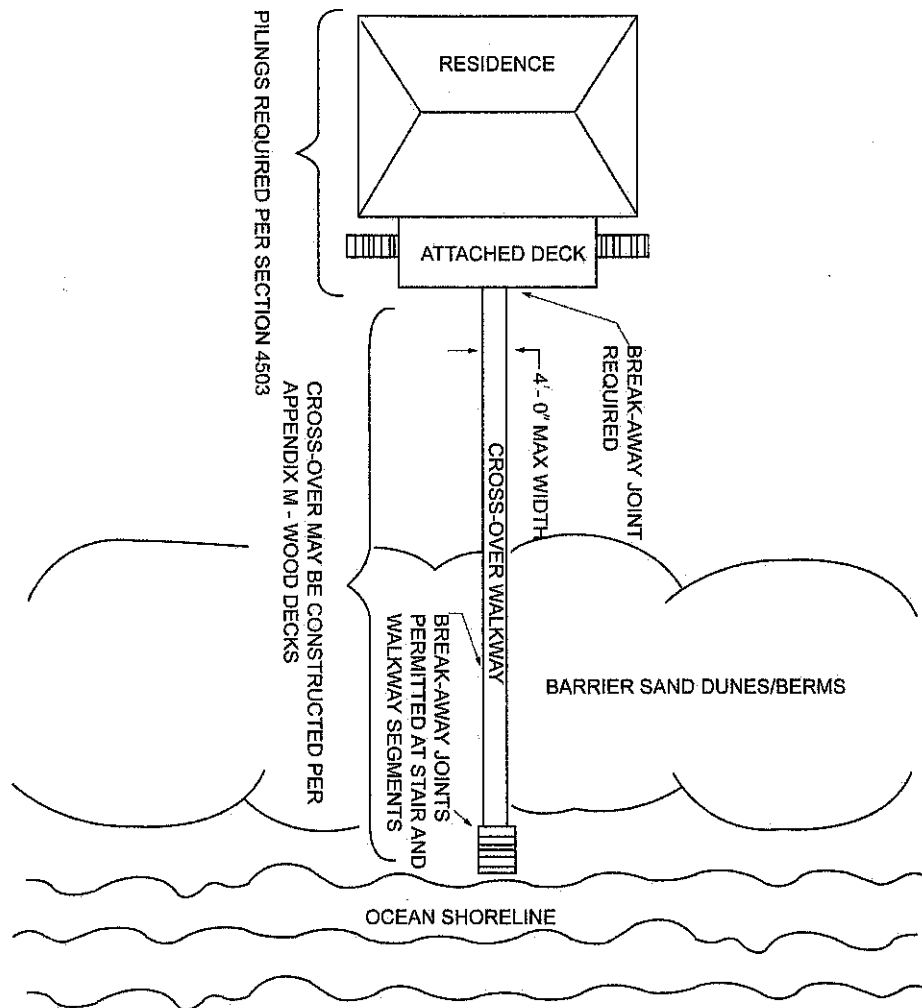 RESIDENCE
ATTACHED DECK
PILINGS REQUIRED PER SECTION 4503
BREAK-AWAY JOINT
REQUIRED
4'- 0" MAX WIDTH
CROSS-OVER WALKWAY
CROSS-OVER MAY BE CONSTRUCTED PER
APPENDIX M - WOOD DECKS
BREAK-AWAY JOINTS
PERMITTED AT STAIR AND
WALKWAY SEGMENTS
BARRIER SAND DUNES/BERMS
OCEAN SHORELINE